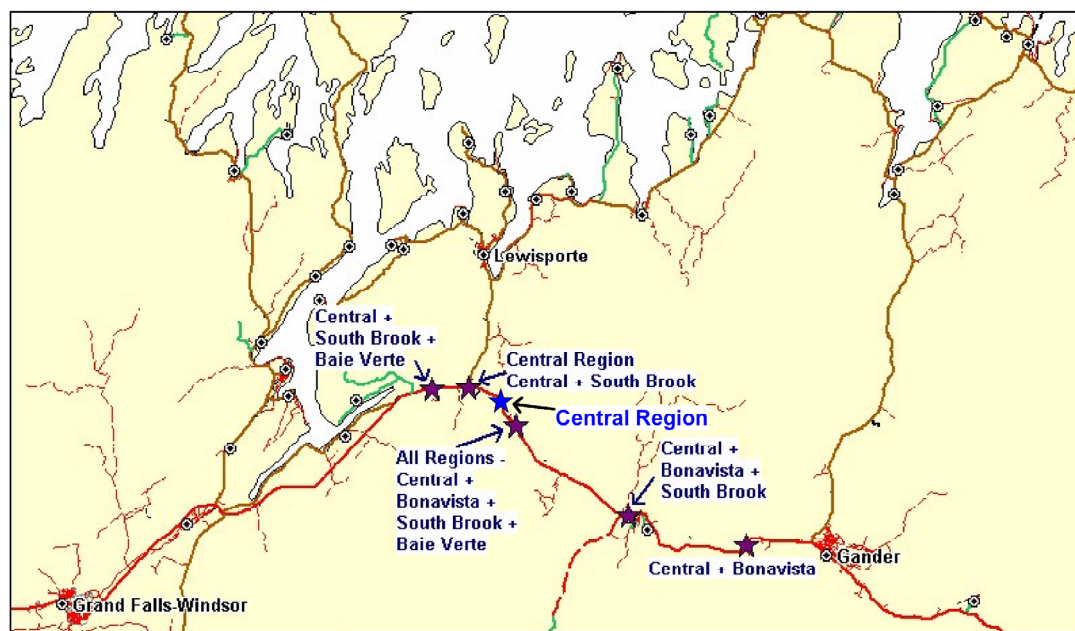 Lewisporte
Central +
South Brook +
Baie Verte
Central Region
Central + South Brook
Central Region
All Regions -
Central +
Bonavista +
South Brook +
Baie Verte
Central +
Bonavista +
South Brook
Central + Bonavista
Gander
Grand Falls-Windsor